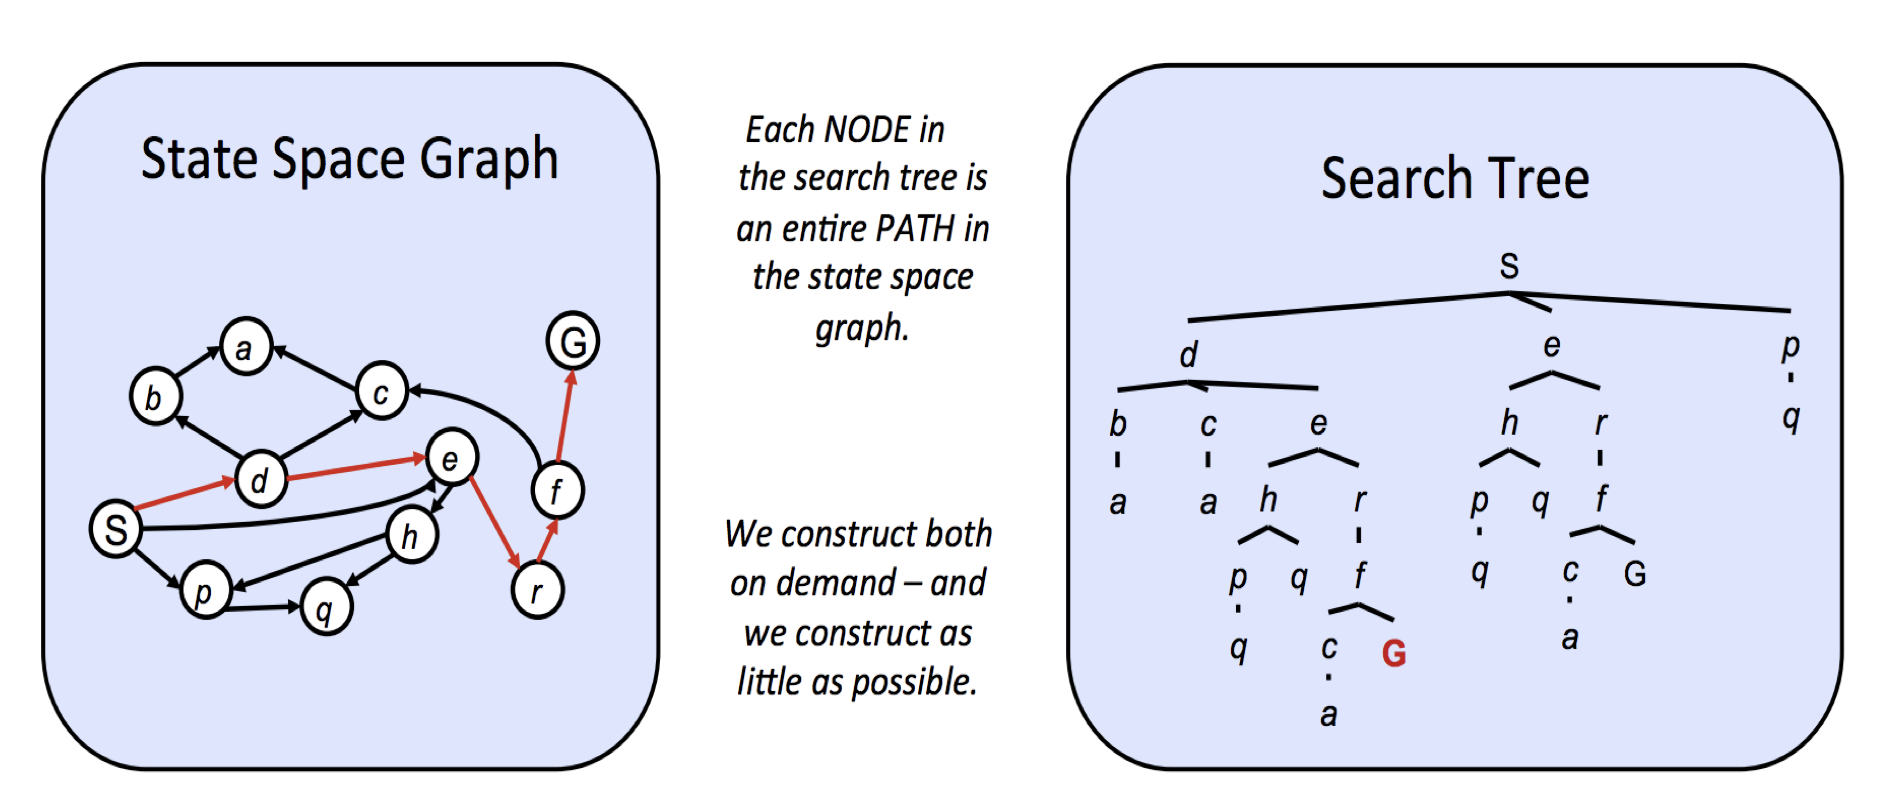 State Space Graph
G
a
c
b
e
d
f
S
h
p
q
r
Each NODE in
the search tree is
an entire PATH in
the state space
graph.
We construct both
on demand – and
we construct as
little as possible.
Search Tree
S
d e p
b c e h r q
a a h r p q f
p q f q c G
q c G a
a